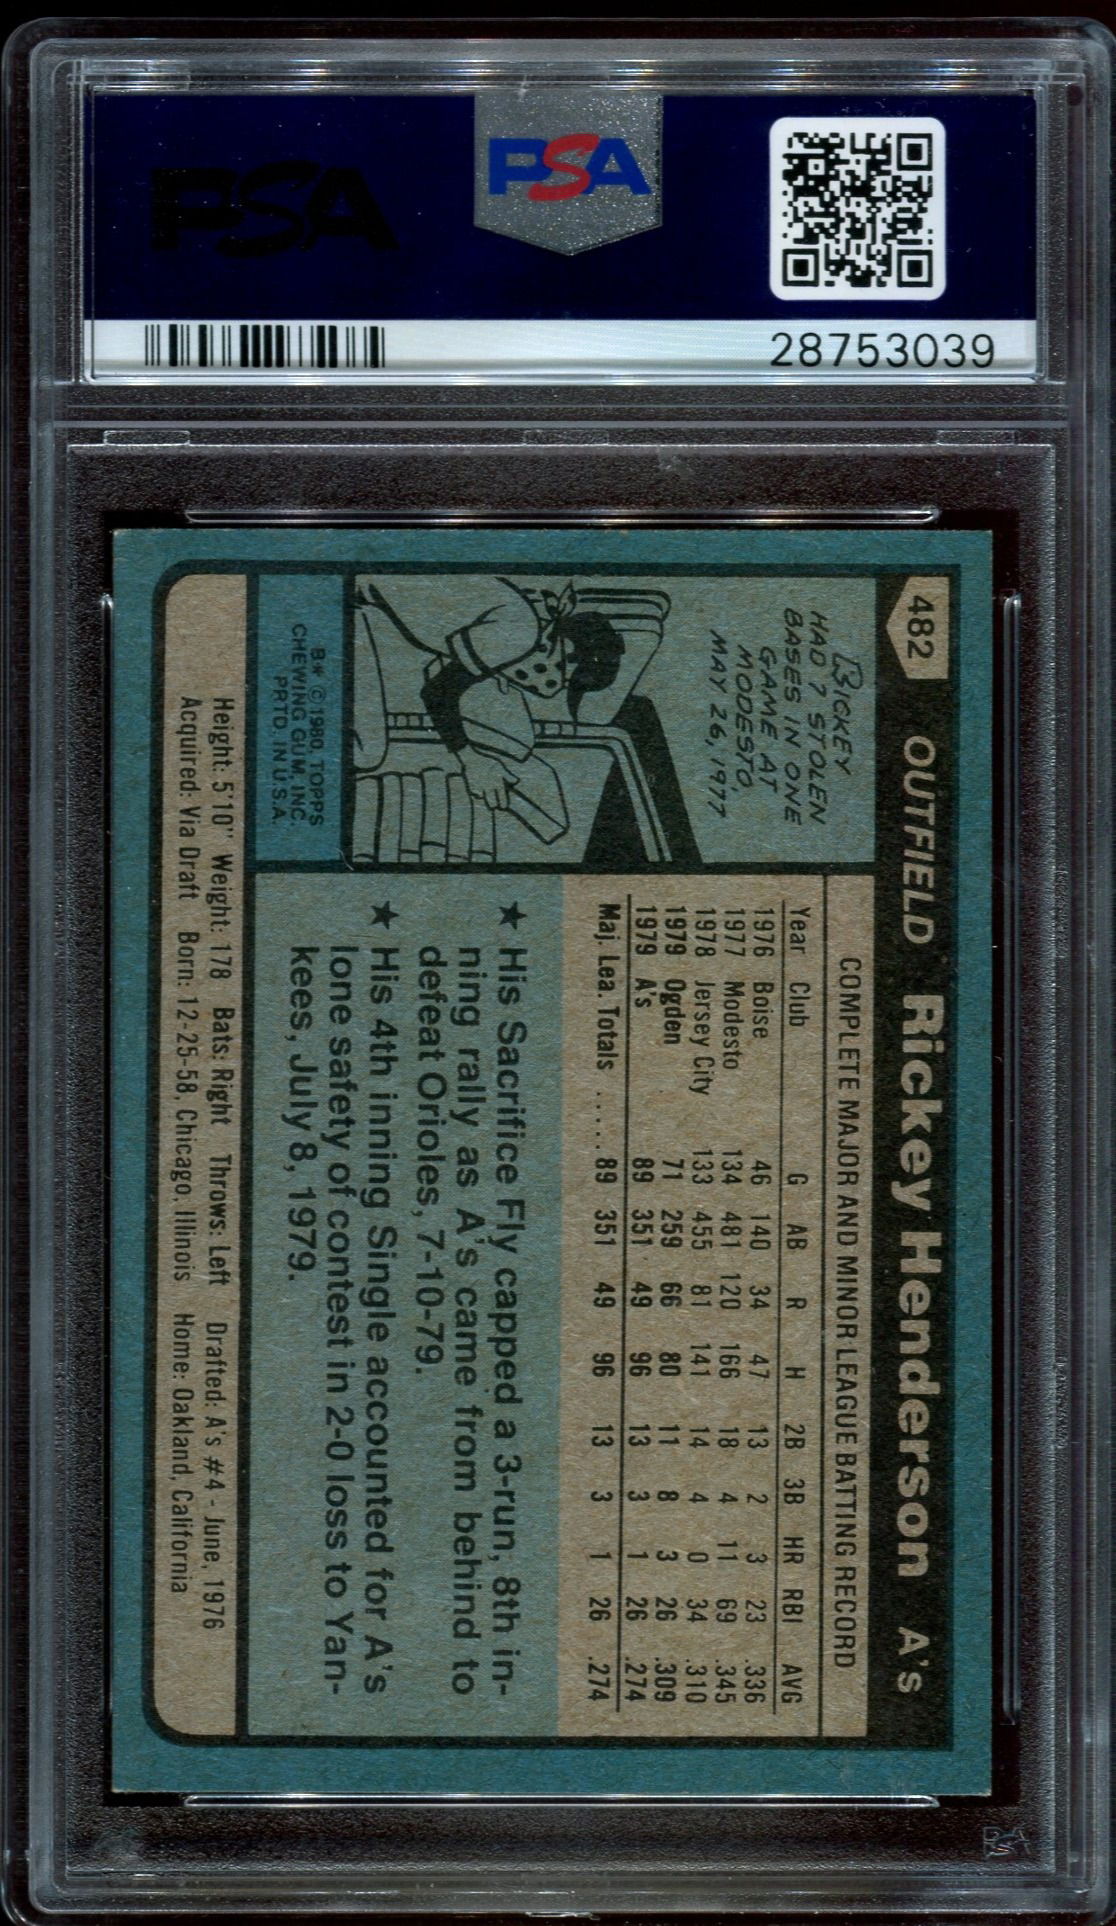 PSA
PSA
28753039
482 OUTFIELD Rickey Henderson A's
RICKEY
HAD 7 STOLEN
BASES IN ONE
GAME AT
MODESTO,
MAY 26, 1977
B* ©1980, TOPPS
CHEWING GUM, INC.
PRTD. IN U.S.A.
COMPLETE MAJOR AND MINOR LEAGUE BATTING RECORD
Year Club G AB R H 2B 3B HR RBI AVG
1976 Boise 46 140 34 47 13 2 3 23 .336
1977 Modesto 134 481 120 166 18 4 11 69 .345
1978 Jersey City 133 455 81 141 14 4 0 34 .310
1979 Ogden 71 259 66 80 11 8 3 26 .309
1979 A's 89 351 49 96 13 3 1 26 .274
Maj. Lea. Totals ...... 89 351 49 96 13 3 1 26 .274
★ His Sacrifice Fly capped a 3-run, 8th in-
ning rally as A's came from behind to
defeat Orioles, 7-10-79.
★ His 4th inning Single accounted for A's
lone safety of contest in 2-0 loss to Yan-
kees, July 8, 1979.
Height: 5'10" Weight: 178 Bats: Right Throws: Left Drafted: A's #4 - June, 1976
Acquired: Via Draft Born: 12-25-58, Chicago, Illinois Home: Oakland, California
PSA